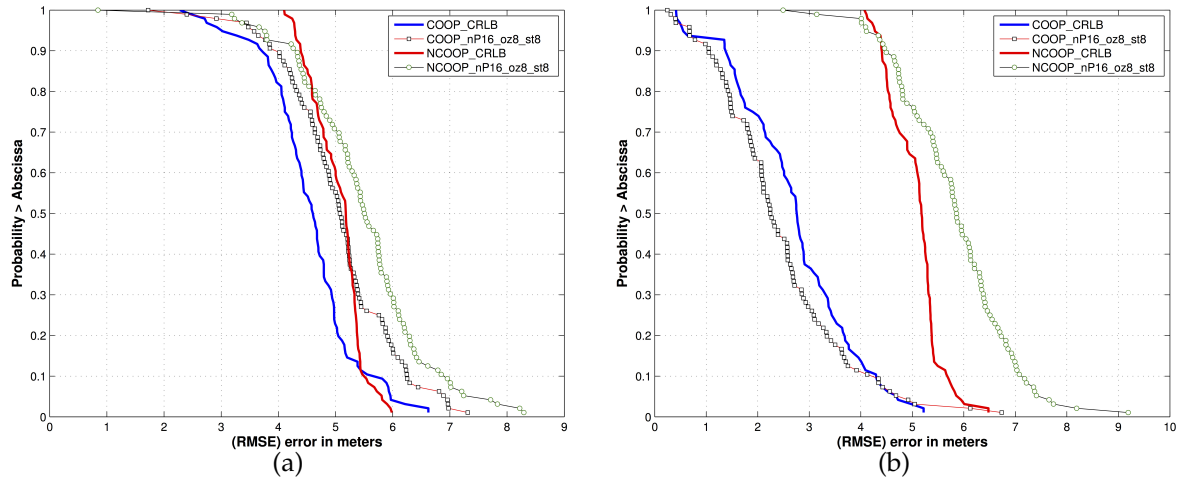 Probability > Abscissa
1
0.9
0.8
0.7
0.6
0.5
0.4
0.3
0.2
0.1
0
0 1 2 3 4 5 6 7 8 9
(RMSE) error in meters
COOP_CRLB
COOP_nP16_oz8_st8
NCOOP_CRLB
NCOOP_nP16_oz8_st8
(a)
Probability > Abscissa
1
0.9
0.8
0.7
0.6
0.5
0.4
0.3
0.2
0.1
0
0 1 2 3 4 5 6 7 8 9 10
(RMSE) error in meters
COOP_CRLB
COOP_nP16_oz8_st8
NCOOP_CRLB
NCOOP_nP16_oz8_st8
(b)